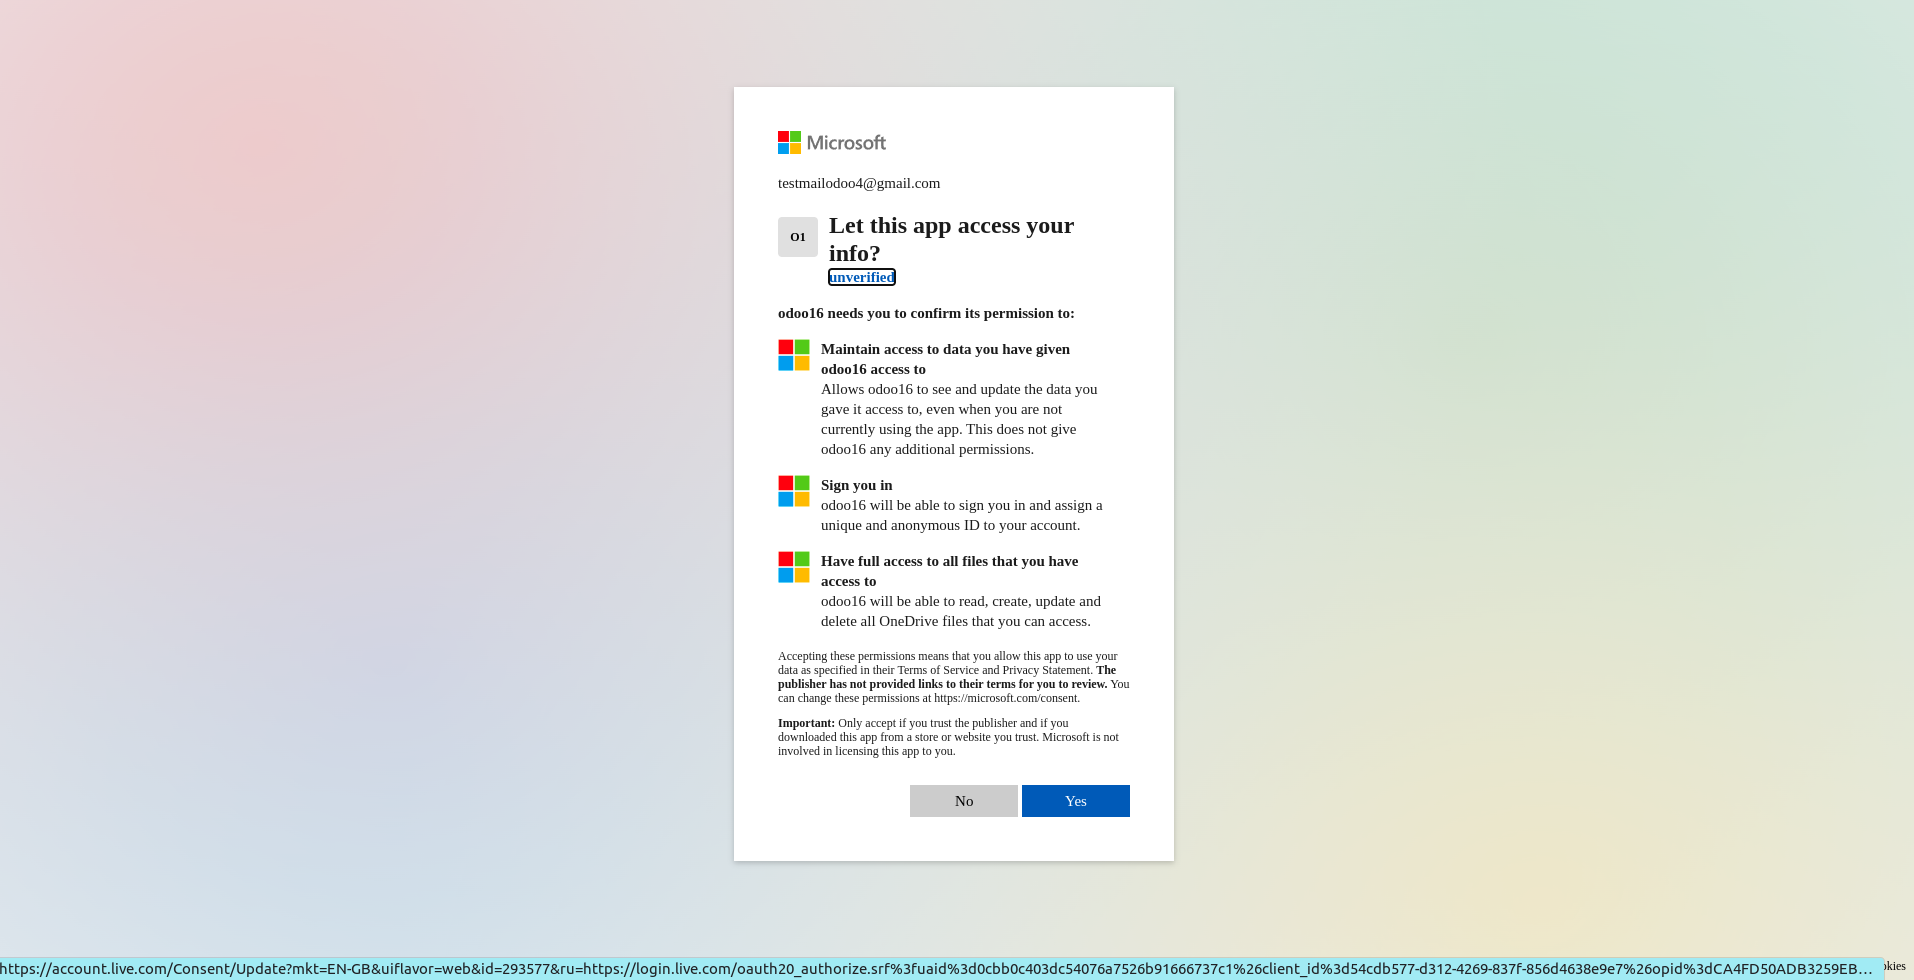 Microsoft
testmailodoo4@gmail.com
O1
Let this app access your
info?
unverified
odoo16 needs you to confirm its permission to:
Maintain access to data you have given
odoo16 access to
Allows odoo16 to see and update the data you
gave it access to, even when you are not
currently using the app. This does not give
odoo16 any additional permissions.
Sign you in
odoo16 will be able to sign you in and assign a
unique and anonymous ID to your account.
Have full access to all files that you have
access to
odoo16 will be able to read, create, update and
delete all OneDrive files that you can access.
Accepting these permissions means that you allow this app to use your
data as specified in their Terms of Service and Privacy Statement. The
publisher has not provided links to their terms for you to review. You
can change these permissions at https://microsoft.com/consent.
Important: Only accept if you trust the publisher and if you
downloaded this app from a store or website you trust. Microsoft is not
involved in licensing this app to you.
No Yes
https://account.live.com/Consent/Update?mkt=EN-GB&uiflavor=web&id=293577&ru=https://login.live.com/oauth20_authorize.srf%3fuaid%3d0cbb0c403dc54076a7526b91666737c1%26client_id%3d54cdb577-d312-4269-837f-856d4638e9e7%26opid%3dCA4FD50ADB3259EB…